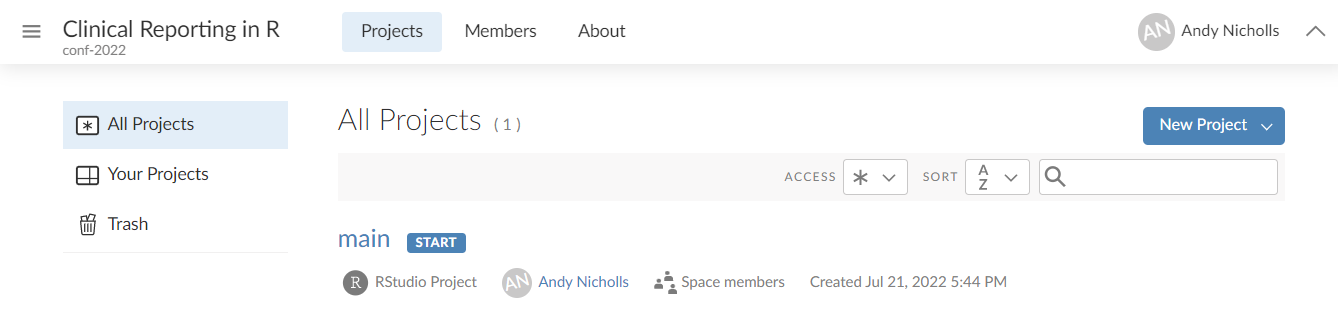 Clinical Reporting in R
conf-2022
Projects Members About
AN Andy Nicholls
All Projects
Your Projects
Trash
All Projects ( 1 )
New Project
ACCESS SORT A Z
main START
R RStudio Project AN Andy Nicholls Space members Created Jul 21, 2022 5:44 PM